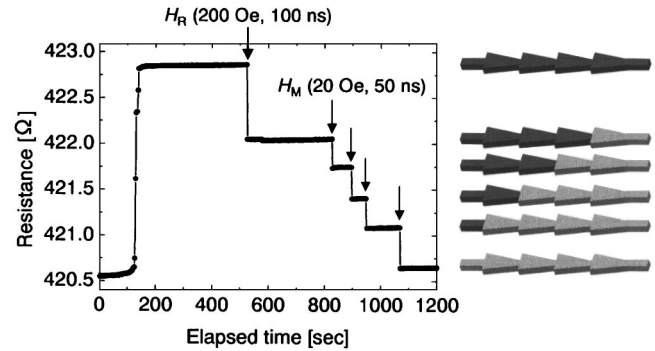 H_R (200 Oe, 100 ns)
423.0
422.5
H_M (20 Oe, 50 ns)
422.0
421.5
421.0
420.5
Resistance [Ω]
0 200 400 600 800 1000 1200
Elapsed time [sec]